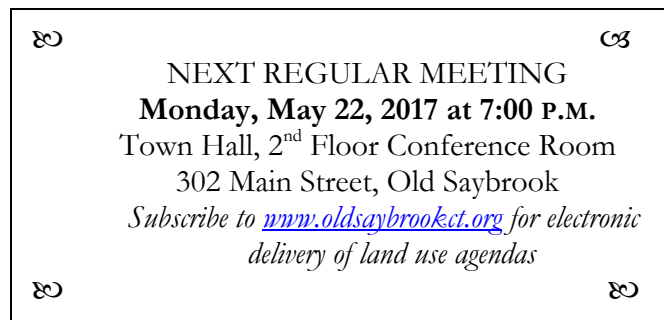 NEXT REGULAR MEETING
Monday, May 22, 2017 at 7:00 P.M.
Town Hall, 2nd Floor Conference Room
302 Main Street, Old Saybrook
Subscribe to www.oldsaybrookct.org for electronic
delivery of land use agendas